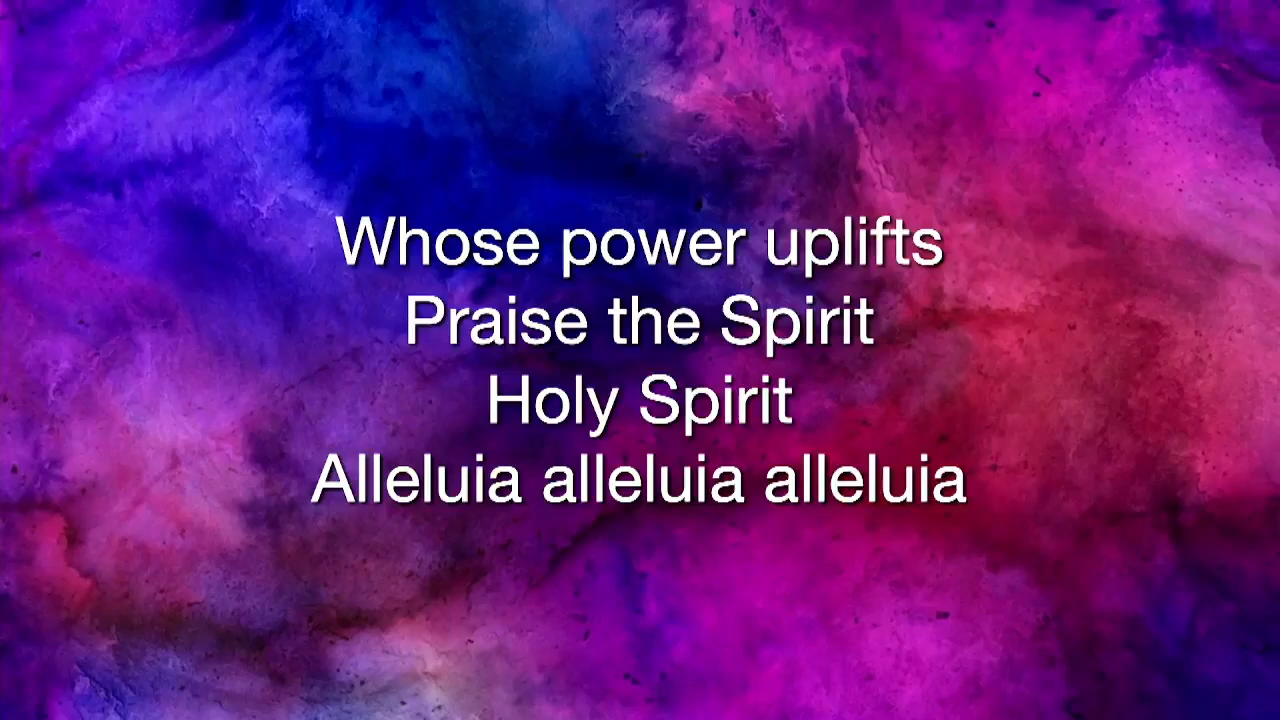 Whose power uplifts
Praise the Spirit
Holy Spirit
Alleluia alleluia alleluia